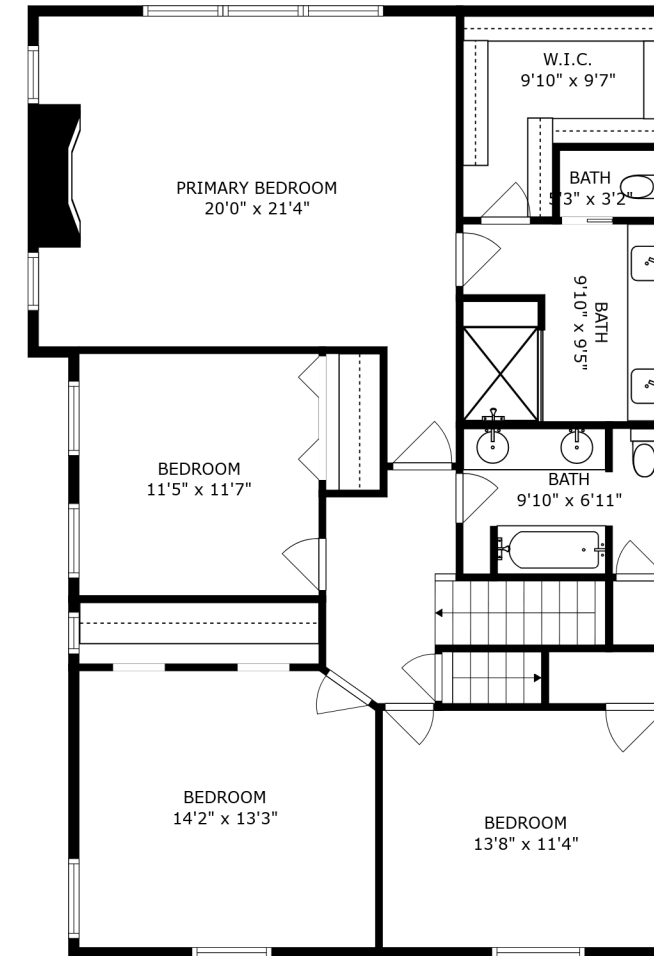 W.I.C.
9'10" x 9'7"
BATH
5'3" x 3'2"
PRIMARY BEDROOM
20'0" x 21'4"
BATH
9'10" x 9'5"
BEDROOM
11'5" x 11'7"
BATH
9'10" x 6'11"
BEDROOM
14'2" x 13'3"
BEDROOM
13'8" x 11'4"